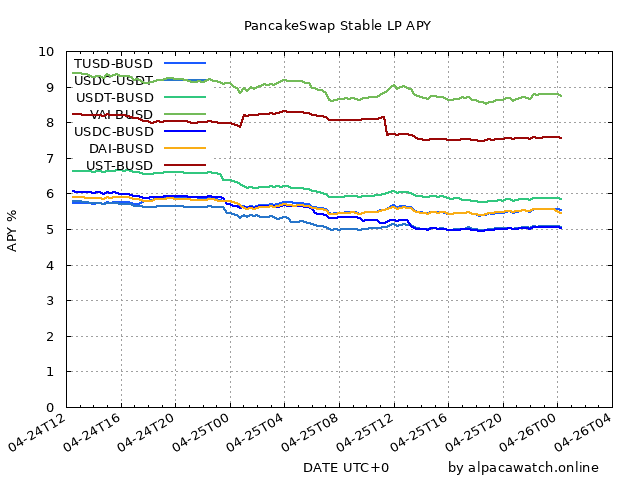 PancakeSwap Stable LP APY
10
9
8
7
6
5
4
3
2
1
0
APY %
TUSD-BUSD
USDC-USDT
USDT-BUSD
VAI-BUSD
USDC-BUSD
DAI-BUSD
UST-BUSD
04-24T12
04-24T16
04-24T20
04-25T00
04-25T04
04-25T08
04-25T12
04-25T16
04-25T20
04-26T00
04-26T04
DATE UTC+0
by alpacawatch.online